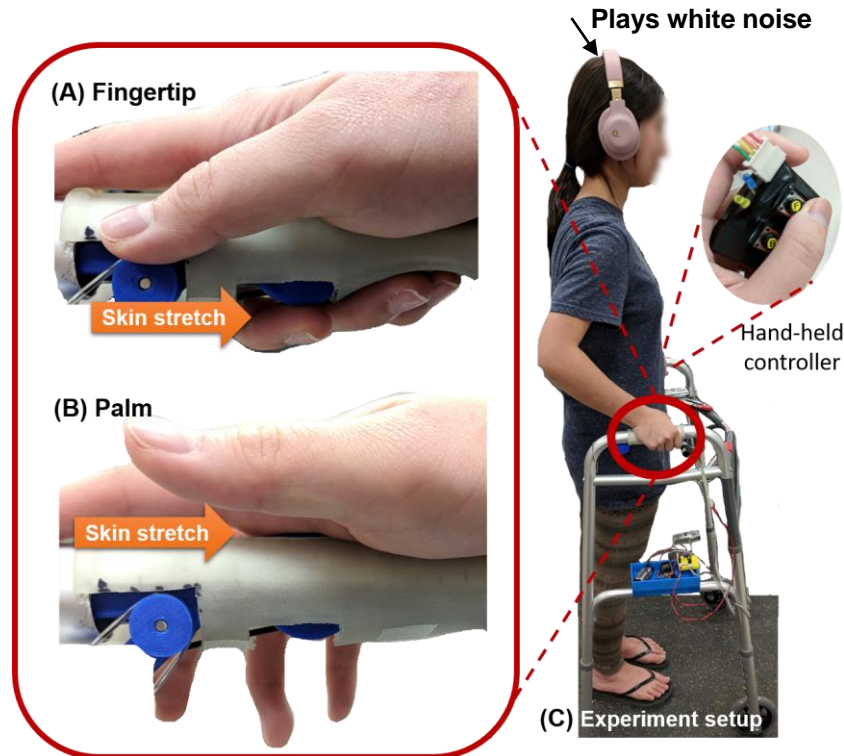 Plays white noise
(A) Fingertip
Skin stretch
(B) Palm
Skin stretch
Hand-held
controller
(C) Experiment setup
F
B